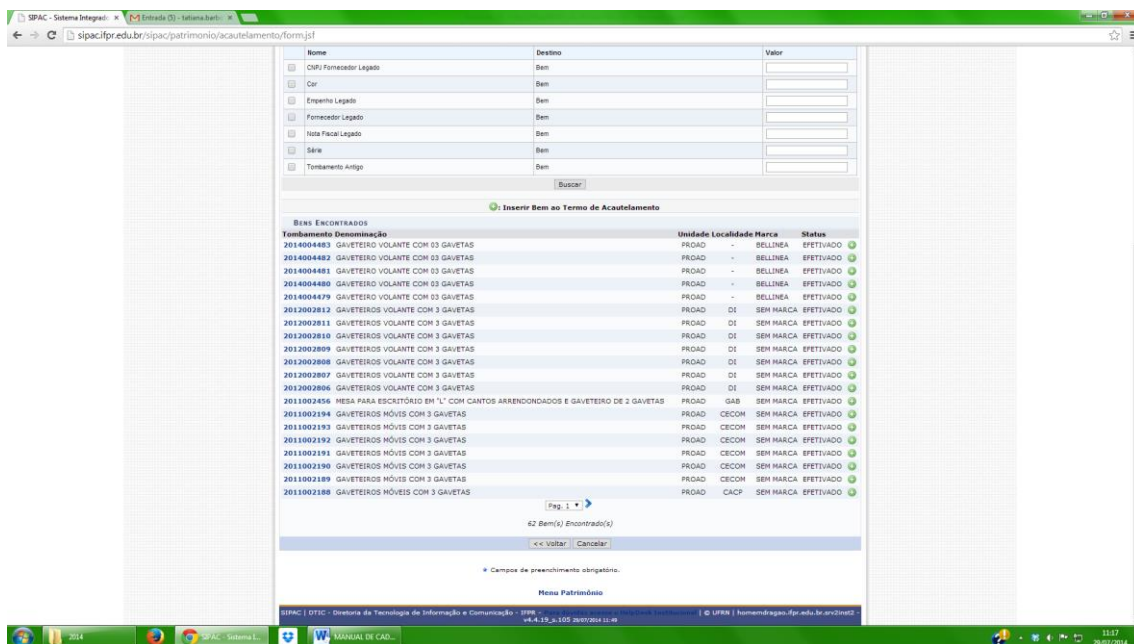 SIPAC - Sistema Integrado
Entrada (5) - tatiana.barb
sipac.ifpr.edu.br/sipac/patrimonio/acautelamento/form.jsf
Nome Destino Valor
CNPJ Fornecedor Legado Bem
Cor Bem
Empenho Legado Bem
Fornecedor Legado Bem
Nota Fiscal Legado Bem
Série Bem
Tombamento Antigo Bem
Buscar
: Inserir Bem ao Termo de Acautelamento
BENS ENCONTRADOS
Tombamento Denominação Unidade Localidade Marca Status
2014004483 GAVETEIRO VOLANTE COM 03 GAVETAS PROAD - BELLINEA EFETIVADO
2014004482 GAVETEIRO VOLANTE COM 03 GAVETAS PROAD - BELLINEA EFETIVADO
2014004481 GAVETEIRO VOLANTE COM 03 GAVETAS PROAD - BELLINEA EFETIVADO
2014004480 GAVETEIRO VOLANTE COM 03 GAVETAS PROAD - BELLINEA EFETIVADO
2014004479 GAVETEIRO VOLANTE COM 03 GAVETAS PROAD - BELLINEA EFETIVADO
2012002812 GAVETEIROS VOLANTE COM 3 GAVETAS PROAD DI SEM MARCA EFETIVADO
2012002811 GAVETEIROS VOLANTE COM 3 GAVETAS PROAD DI SEM MARCA EFETIVADO
2012002810 GAVETEIROS VOLANTE COM 3 GAVETAS PROAD DI SEM MARCA EFETIVADO
2012002809 GAVETEIROS VOLANTE COM 3 GAVETAS PROAD DI SEM MARCA EFETIVADO
2012002808 GAVETEIROS VOLANTE COM 3 GAVETAS PROAD DI SEM MARCA EFETIVADO
2012002807 GAVETEIROS VOLANTE COM 3 GAVETAS PROAD DI SEM MARCA EFETIVADO
2012002806 GAVETEIROS VOLANTE COM 3 GAVETAS PROAD DI SEM MARCA EFETIVADO
2011002456 MESA PARA ESCRITÓRIO EM "L" COM CANTOS ARRENDONDADOS E GAVETEIRO DE 2 GAVETAS PROAD GAB SEM MARCA EFETIVADO
2011002194 GAVETEIROS MÓVIS COM 3 GAVETAS PROAD CECOM SEM MARCA EFETIVADO
2011002193 GAVETEIROS MÓVIS COM 3 GAVETAS PROAD CECOM SEM MARCA EFETIVADO
2011002192 GAVETEIROS MÓVIS COM 3 GAVETAS PROAD CECOM SEM MARCA EFETIVADO
2011002191 GAVETEIROS MÓVIS COM 3 GAVETAS PROAD CECOM SEM MARCA EFETIVADO
2011002190 GAVETEIROS MÓVIS COM 3 GAVETAS PROAD CECOM SEM MARCA EFETIVADO
2011002189 GAVETEIROS MÓVIS COM 3 GAVETAS PROAD CECOM SEM MARCA EFETIVADO
2011002188 GAVETEIROS MÓVEIS COM 3 GAVETAS PROAD CACP SEM MARCA EFETIVADO
Pag. 1
62 Bem(s) Encontrado(s)
<< Voltar Cancelar
Campos de preenchimento obrigatório.
Menu Patrimônio
SIPAC | DTIC - Diretoria da Tecnologia de Informação e Comunicação - IFPR - | © UFRN | homemdragao.ifpr.edu.br.srv2inst2 -
v4.4.19_s.105 29/07/2014 11:49
2014
SIPAC - Sistema I...
MANUAL DE CAD...
PT
11:17
29/07/2014